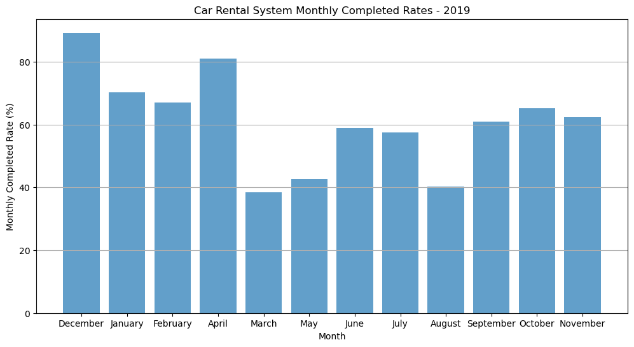 Car Rental System Monthly Completed Rates - 2019
Monthly Completed Rate (%)
80
60
40
20
0
December January February April March May June July August September October November
Month